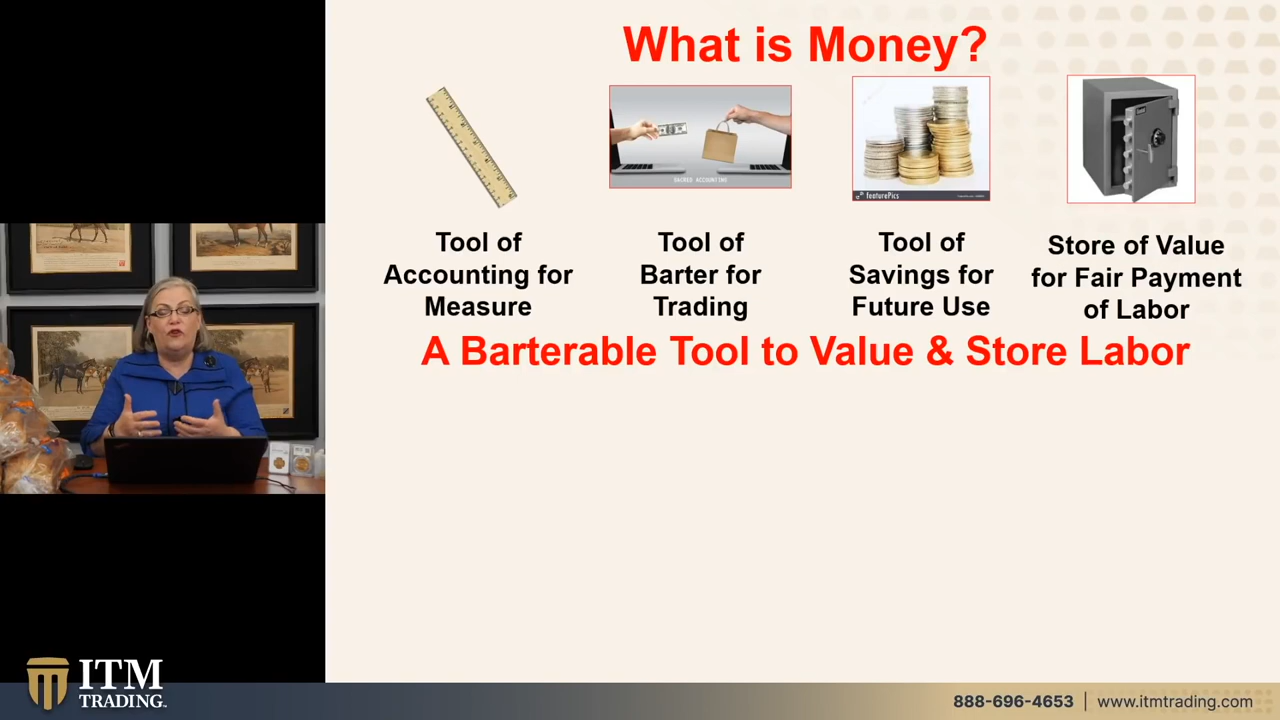 What is Money?
featurePics
Tool of
Accounting for
Measure
Tool of
Barter for
Trading
Tool of
Savings for
Future Use
Store of Value
for Fair Payment
of Labor
A Barterable Tool to Value & Store Labor
ITM
TRADING
888-696-4653 | www.itmtrading.com